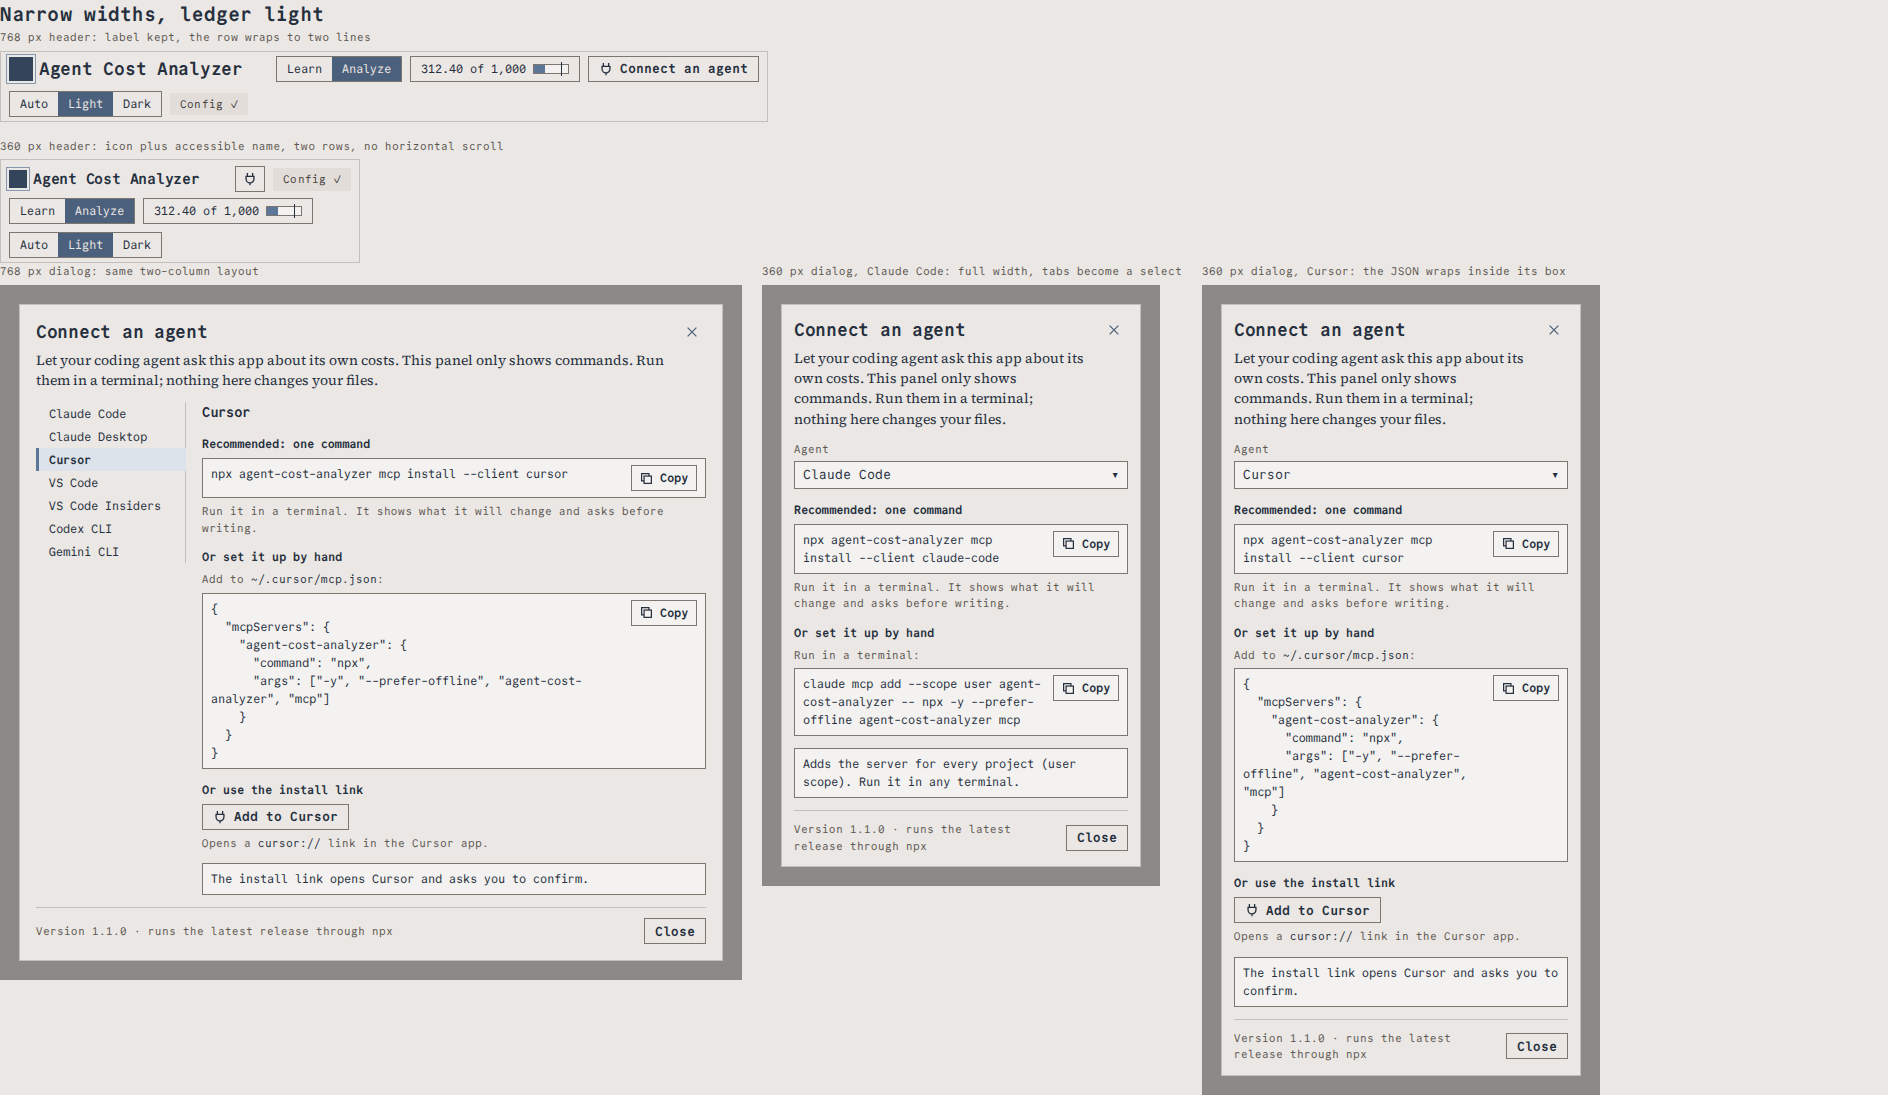 Narrow widths, ledger light
768 px header: label kept, the row wraps to two lines
Agent Cost Analyzer
Learn Analyze
312.40 of 1,000
Connect an agent
Auto Light Dark
Config ✓
360 px header: icon plus accessible name, two rows, no horizontal scroll
Agent Cost Analyzer
Config ✓
Learn Analyze
312.40 of 1,000
Auto Light Dark
768 px dialog: same two-column layout
Connect an agent
×
Let your coding agent ask this app about its own costs. This panel only shows commands. Run
them in a terminal; nothing here changes your files.
Claude Code
Claude Desktop
Cursor
VS Code
VS Code Insiders
Codex CLI
Gemini CLI
Cursor
Recommended: one command
npx agent-cost-analyzer mcp install --client cursor
Copy
Run it in a terminal. It shows what it will change and asks before
writing.
Or set it up by hand
Add to ~/.cursor/mcp.json:
{
Copy
"mcpServers": {
"agent-cost-analyzer": {
"command": "npx",
"args": ["-y", "--prefer-offline", "agent-cost-
analyzer", "mcp"]
}
}
}
Or use the install link
Add to Cursor
Opens a cursor:// link in the Cursor app.
The install link opens Cursor and asks you to confirm.
Version 1.1.0 · runs the latest release through npx
Close
360 px dialog, Claude Code: full width, tabs become a select
Connect an agent
×
Let your coding agent ask this app about its
own costs. This panel only shows
commands. Run them in a terminal;
nothing here changes your files.
Agent
Claude Code
Recommended: one command
npx agent-cost-analyzer mcp
install --client claude-code
Copy
Run it in a terminal. It shows what it will
change and asks before writing.
Or set it up by hand
Run in a terminal:
claude mcp add --scope user agent-
cost-analyzer -- npx -y --prefer-
offline agent-cost-analyzer mcp
Copy
Adds the server for every project (user
scope). Run it in any terminal.
Version 1.1.0 · runs the latest
release through npx
Close
360 px dialog, Cursor: the JSON wraps inside its box
Connect an agent
×
Let your coding agent ask this app about its
own costs. This panel only shows
commands. Run them in a terminal;
nothing here changes your files.
Agent
Cursor
Recommended: one command
npx agent-cost-analyzer mcp
install --client cursor
Copy
Run it in a terminal. It shows what it will
change and asks before writing.
Or set it up by hand
Add to ~/.cursor/mcp.json:
{
Copy
"mcpServers": {
"agent-cost-analyzer": {
"command": "npx",
"args": ["-y", "--prefer-
offline", "agent-cost-analyzer",
"mcp"]
}
}
}
Or use the install link
Add to Cursor
Opens a cursor:// link in the Cursor app.
The install link opens Cursor and asks you to
confirm.
Version 1.1.0 · runs the latest
release through npx
Close